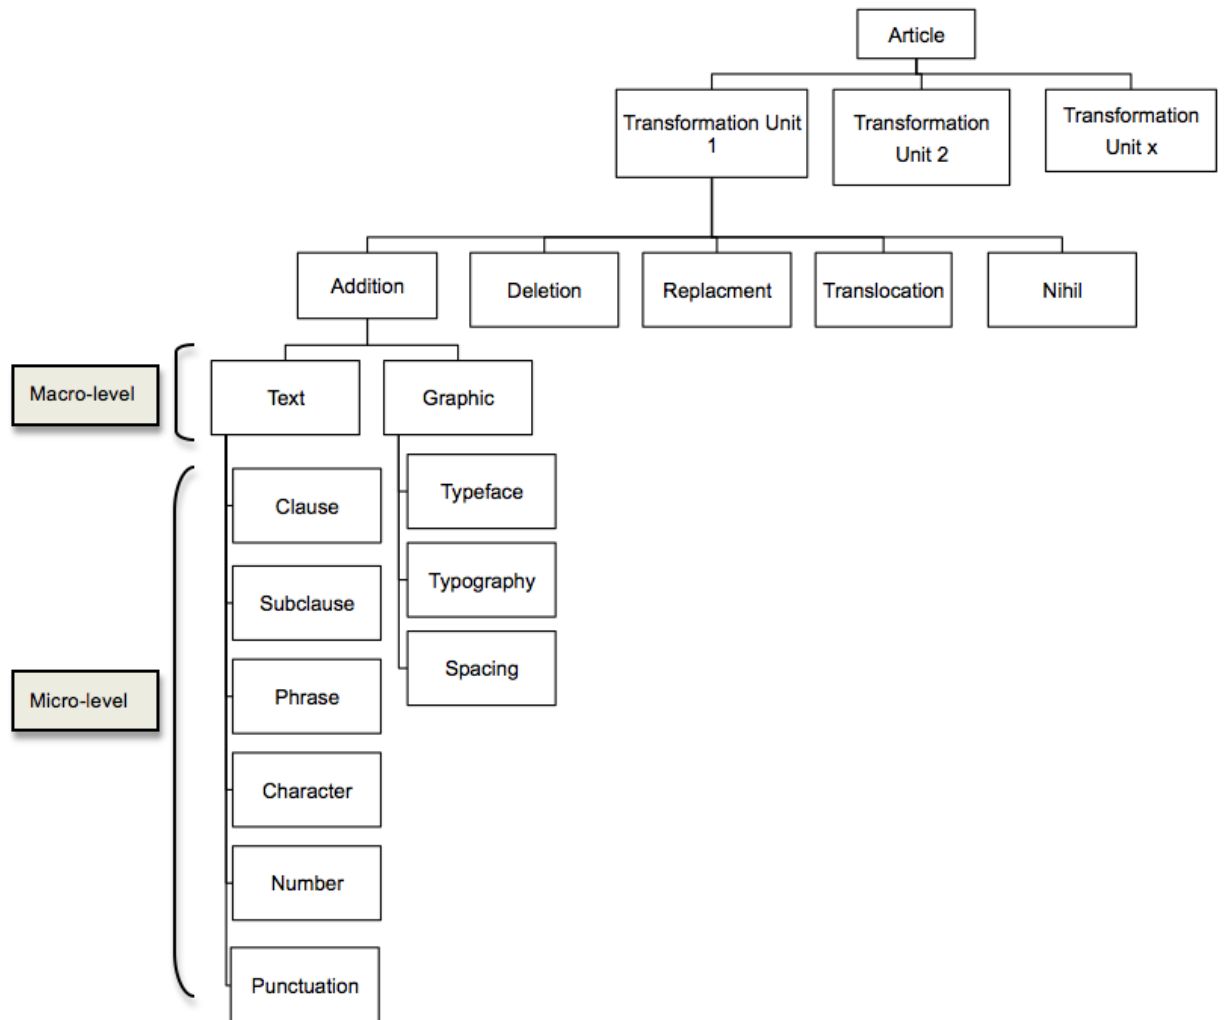 Article
Transformation Unit
1
Transformation
Unit 2
Transformation
Unit x
Addition
Deletion
Replacment
Translocation
Nihil
Macro-level
Text
Graphic
Micro-level
Clause
Subclause
Phrase
Character
Number
Punctuation
Typeface
Typography
Spacing